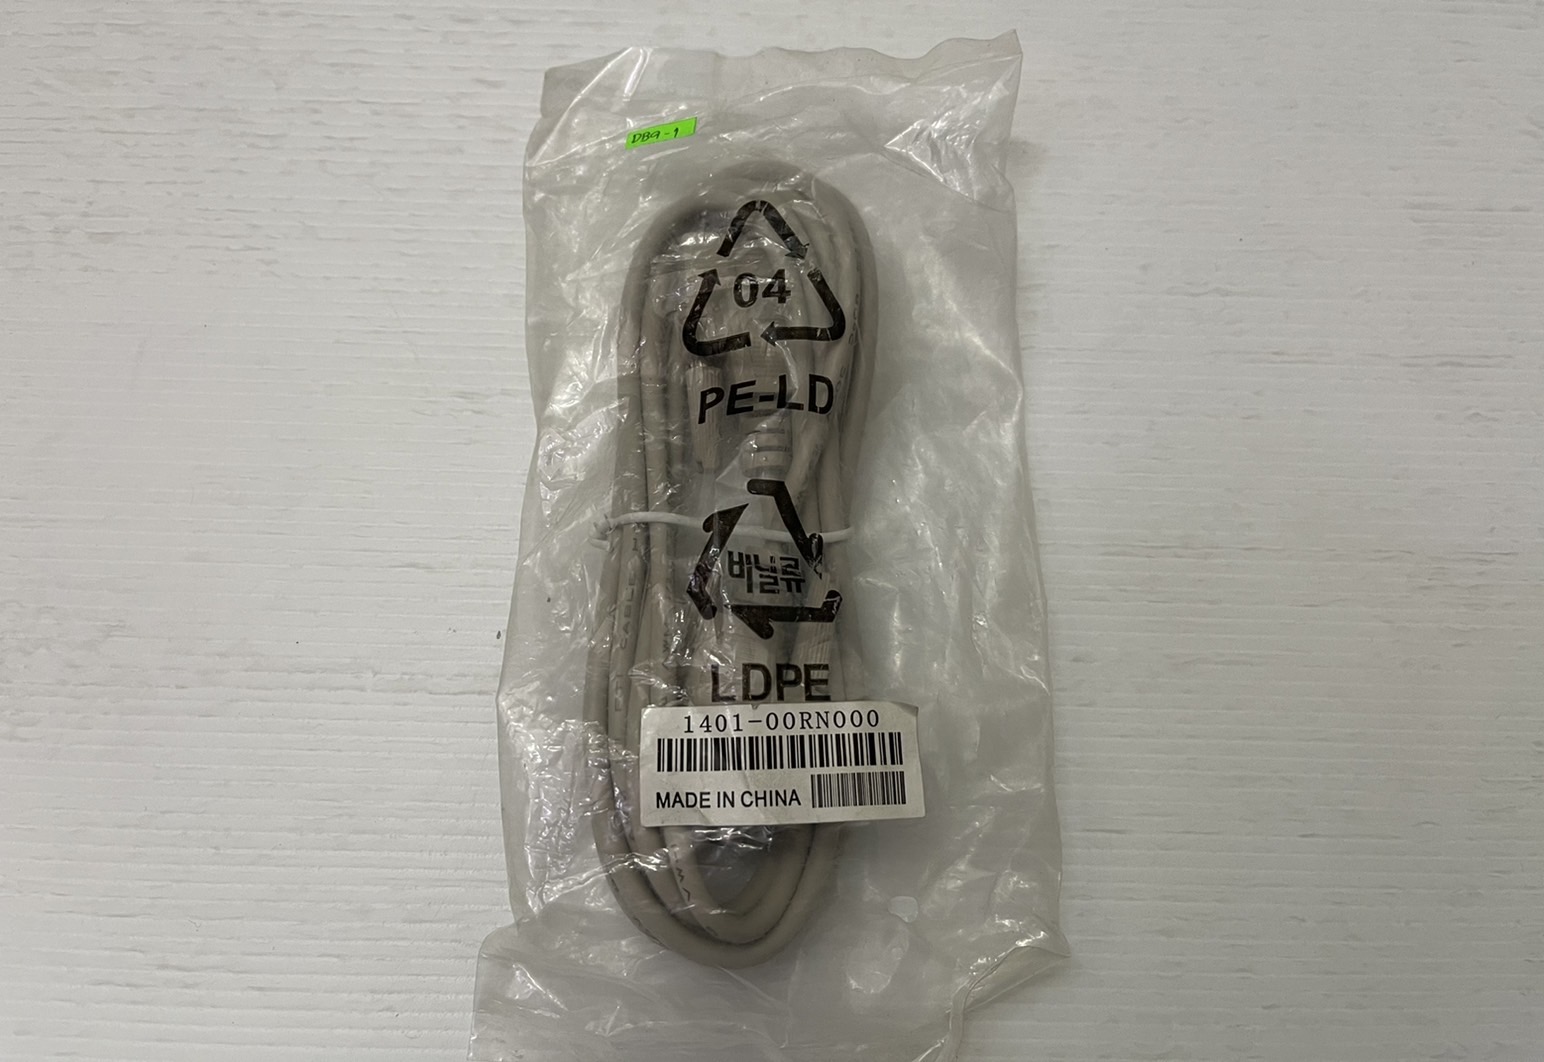 DB9-1
04
PE-LD
비닐류
LDPE
1401-00RN000
MADE IN CHINA